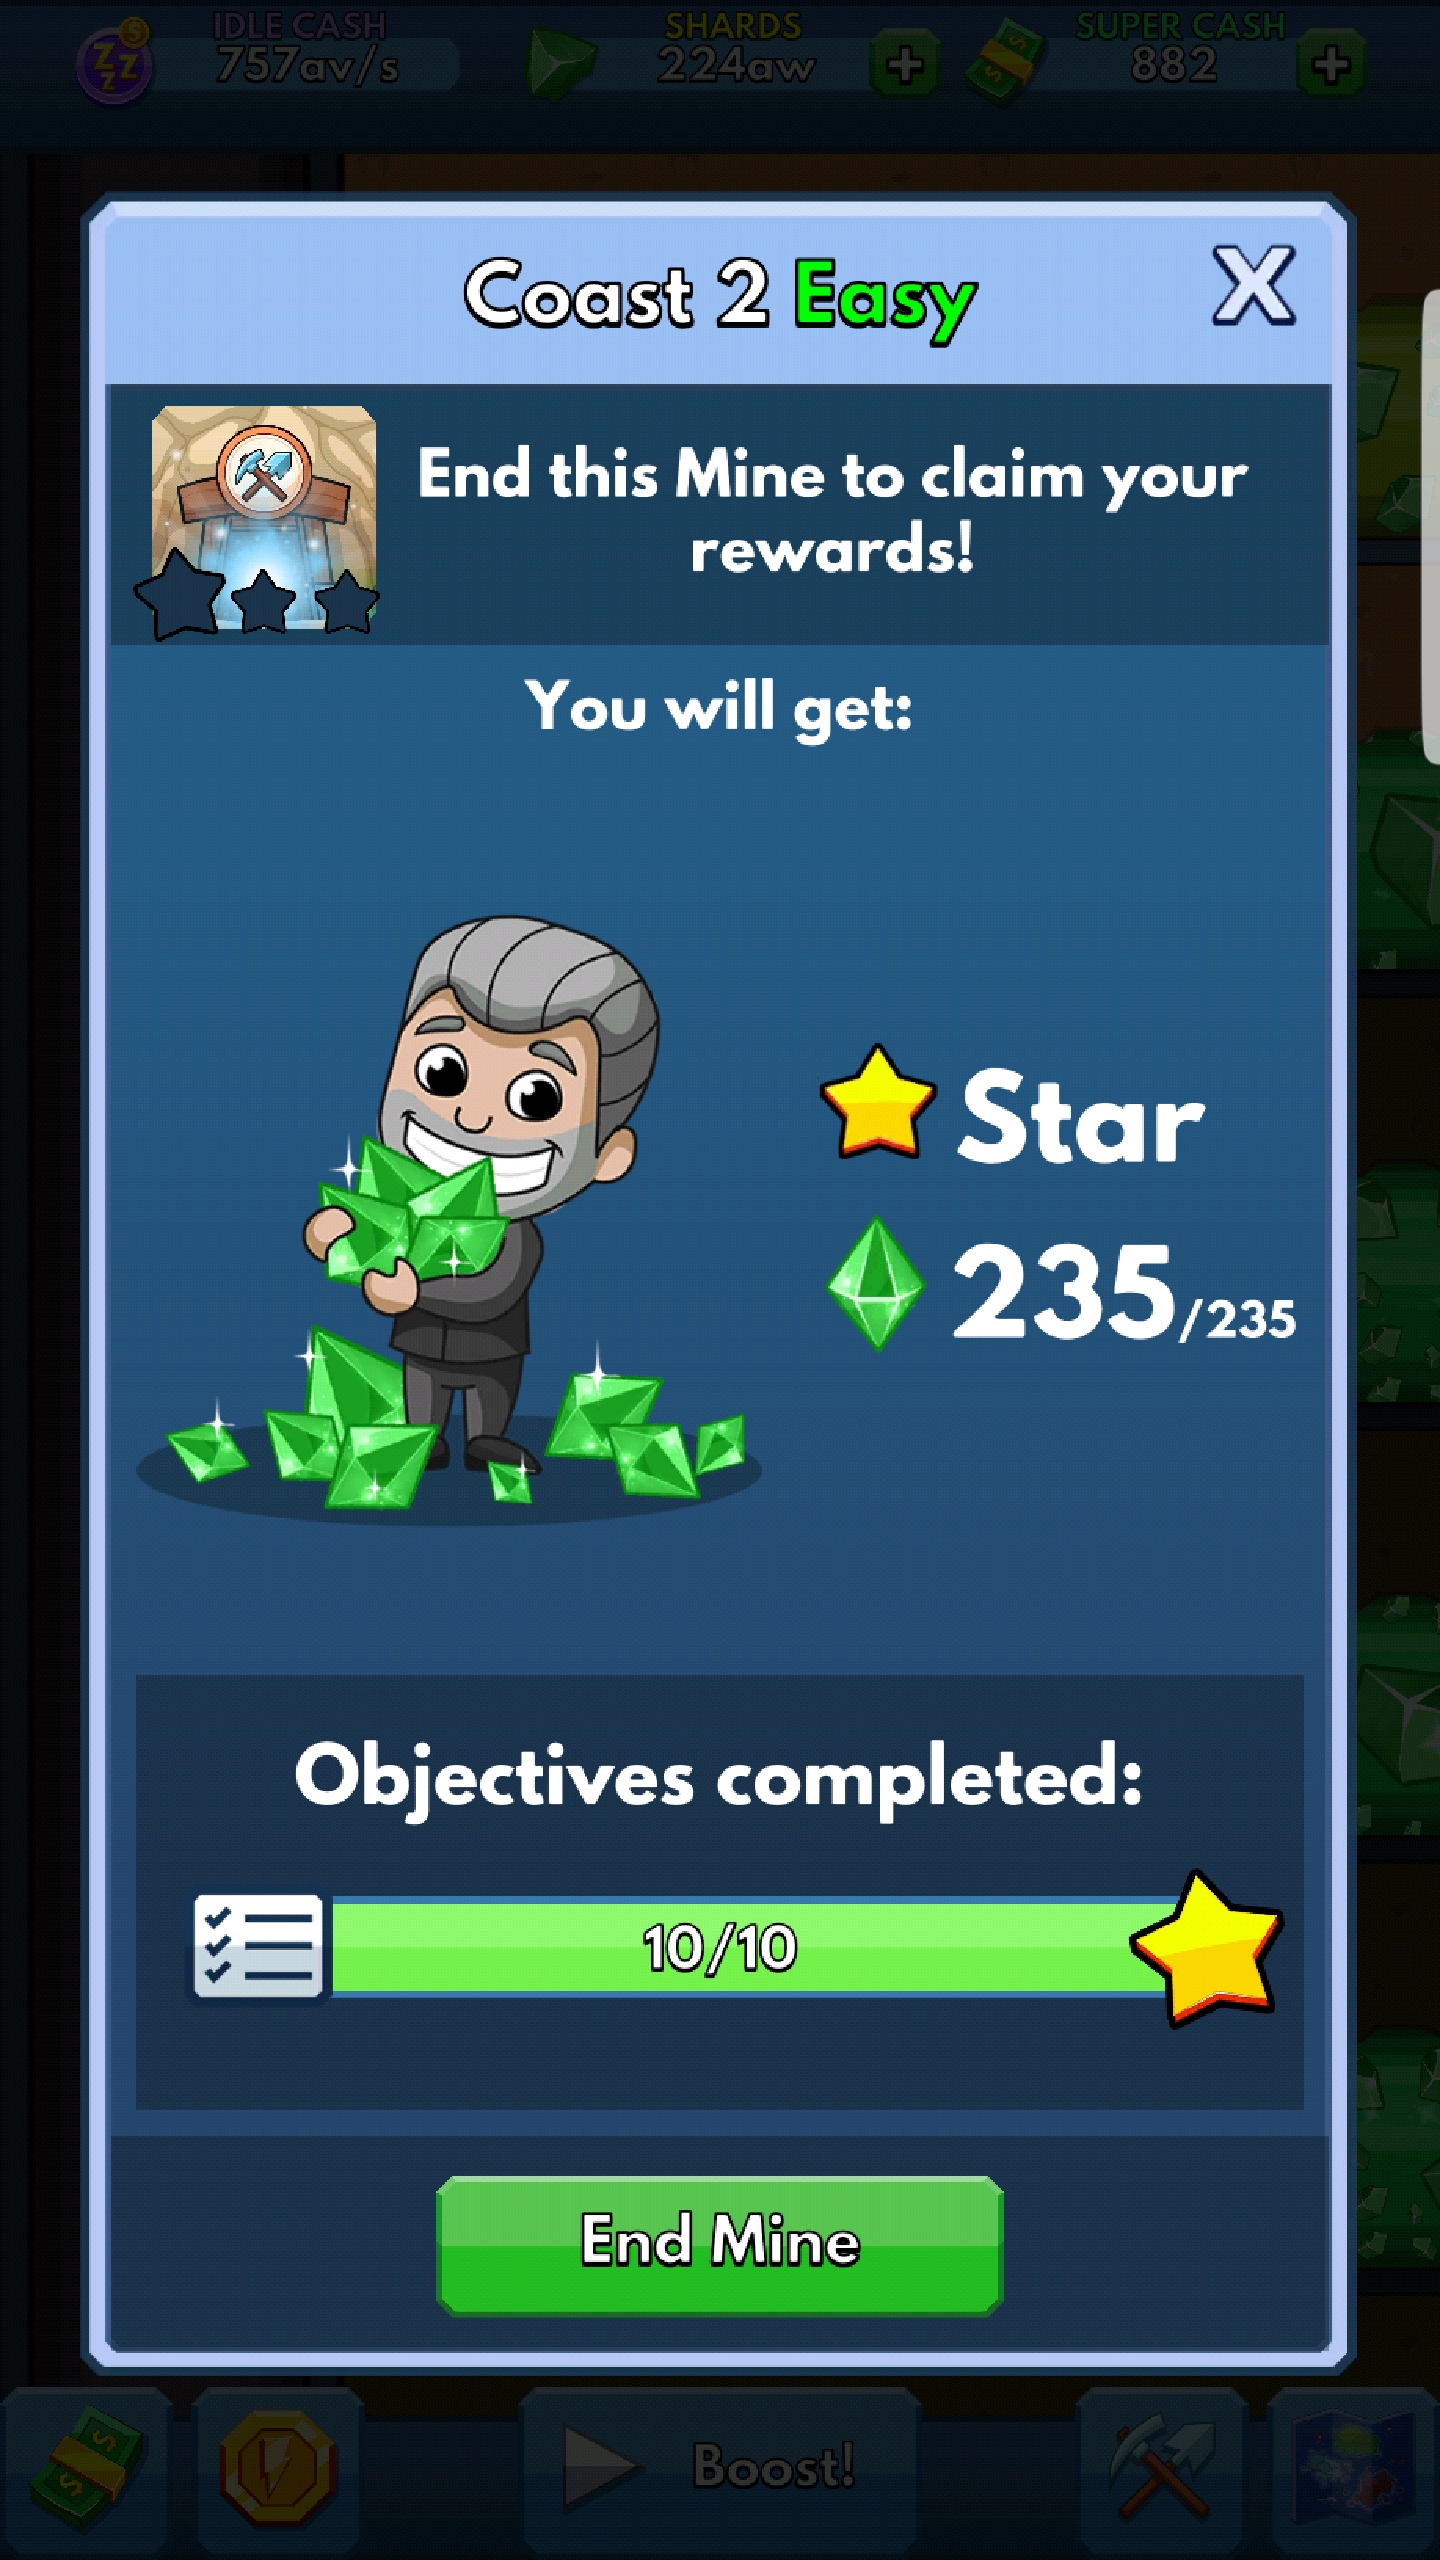 IDLE CASH
757av/s
SHARDS
224aw
SUPER CASH
882
Coast 2 Easy
End this Mine to claim your
rewards!
You will get:
Star
235/235
Objectives completed:
10/10
End Mine
Boost!